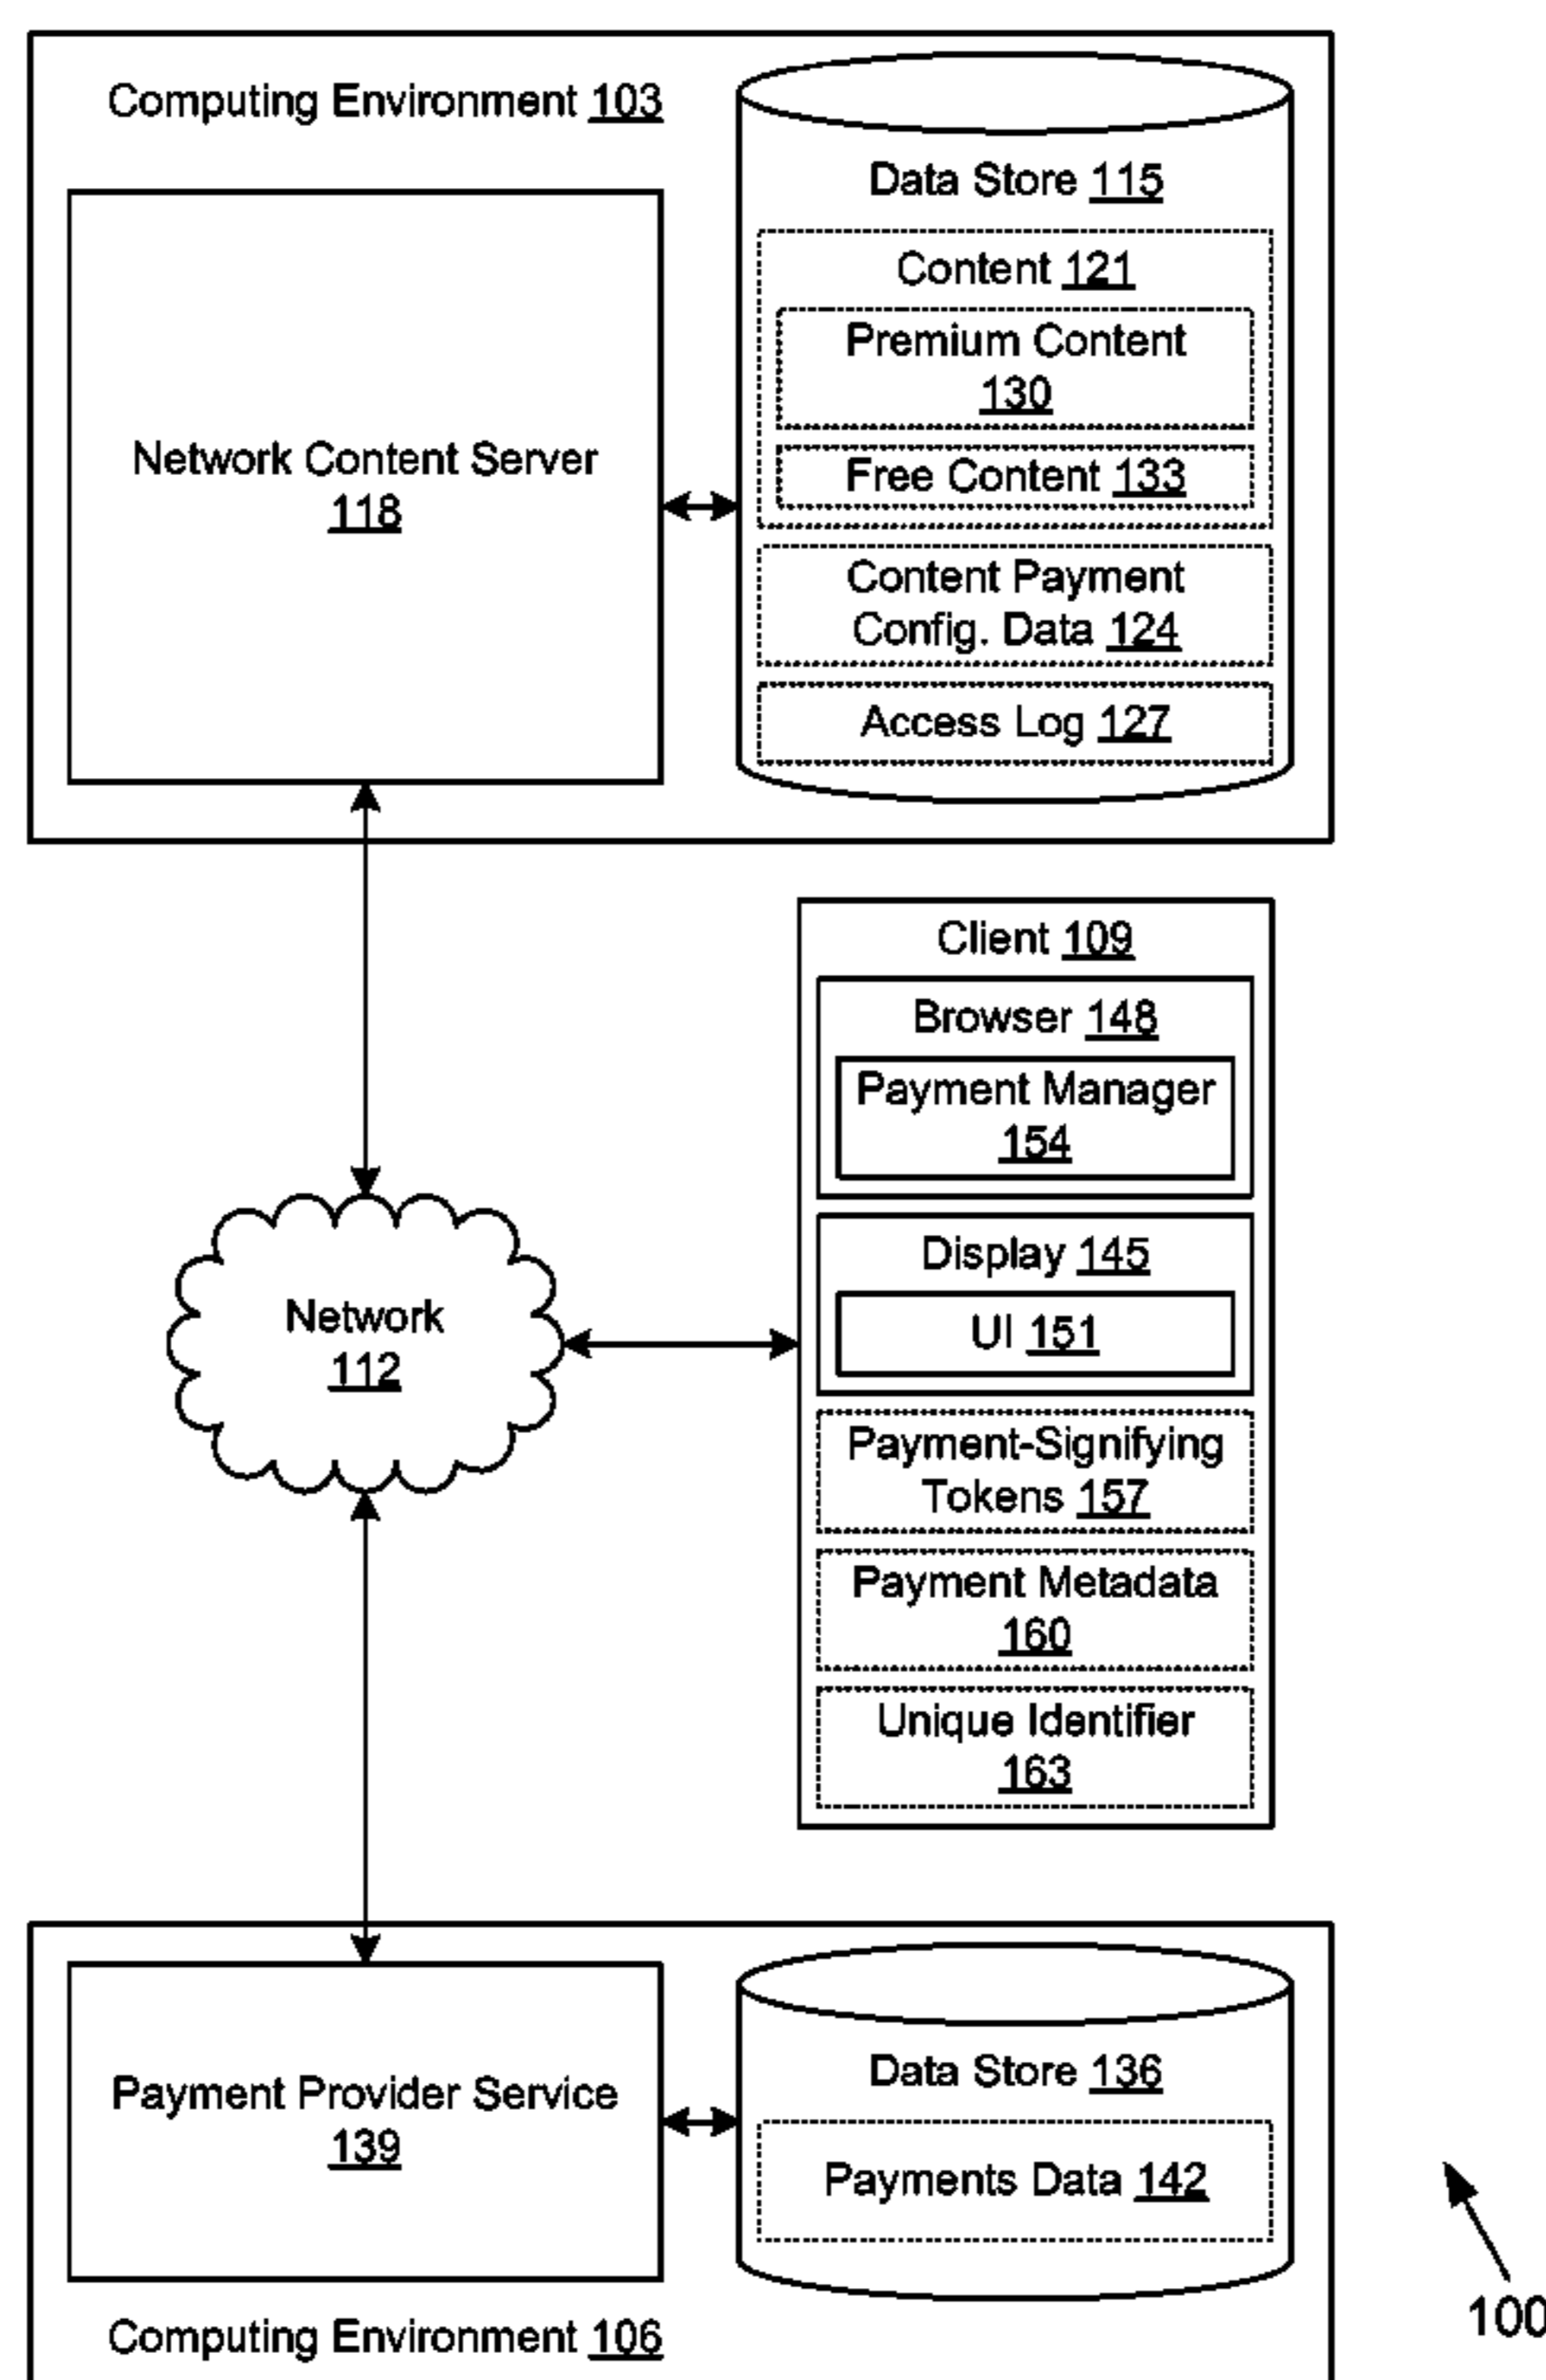 Computing Environment 103
Data Store 115
Content 121
Premium Content
130
Free Content 133
Content Payment
Config. Data 124
Access Log 127
Network Content Server
118
Client 109
Browser 148
Payment Manager
154
Display 145
UI 151
Payment-Signifying
Tokens 157
Payment Metadata
160
Unique Identifier
163
Network
112
Payment Provider Service
139
Data Store 136
Payments Data 142
Computing Environment 106
100